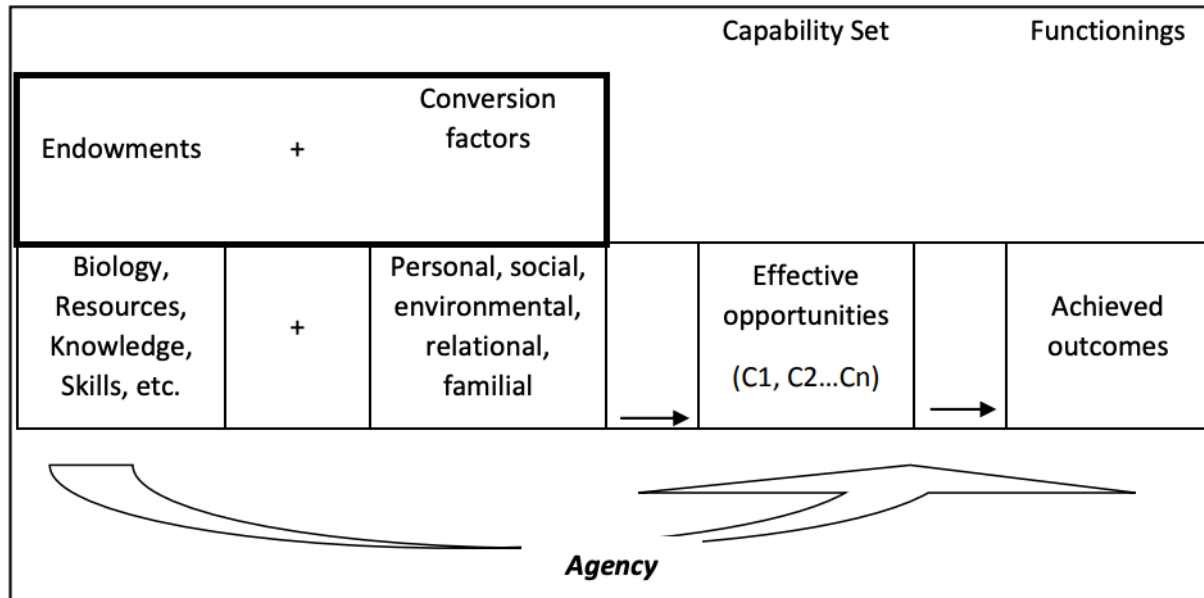 Capability Set
Functionings
Endowments
+
Conversion
factors
Biology,
Resources,
Knowledge,
Skills, etc.
+
Personal, social,
environmental,
relational,
familial
Effective
opportunities
(C1, C2...Cn)
Achieved
outcomes
Agency